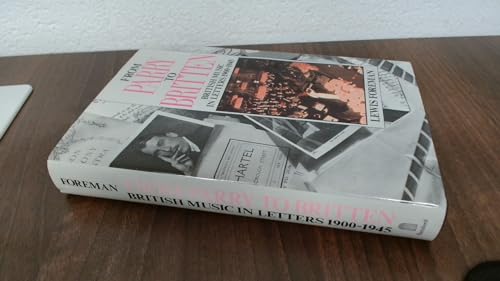 FROM
PARRY
TO
BRITTEN
BRITISH MUSIC
IN LETTERS 1900-1945
LEWIS FOREMAN
HARTEL
FOREMAN FROM PARRY TO BRITTEN
BRITISH MUSIC IN LETTERS 1900-1945